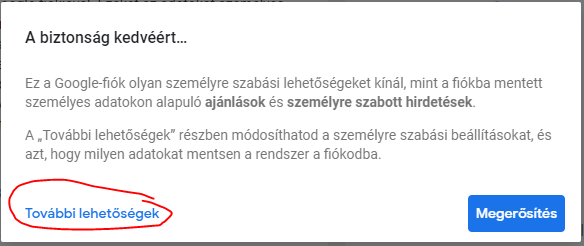 A biztonság kedvéért…
Ez a Google-fiók olyan személyre szabási lehetőségeket kínál, mint a fiókba mentett
személyes adatokon alapuló ajánlások és személyre szabott hirdetések.
A „További lehetőségek” részben módosíthatod a személyre szabási beállításokat, és
azt, hogy milyen adatokat mentsen a rendszer a fiókodba.
További lehetőségek
Megerősítés